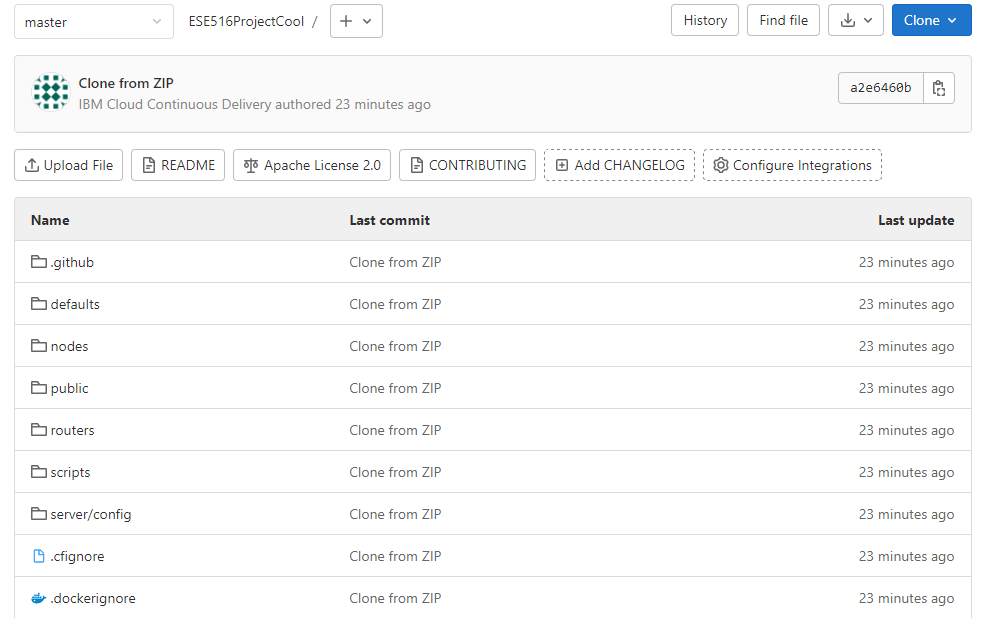 master ESE516ProjectCool / History Find file Clone
Clone from ZIP
IBM Cloud Continuous Delivery authored 23 minutes ago
a2e6460b
Upload File README Apache License 2.0 CONTRIBUTING Add CHANGELOG Configure Integrations
Name Last commit Last update
.github Clone from ZIP 23 minutes ago
defaults Clone from ZIP 23 minutes ago
nodes Clone from ZIP 23 minutes ago
public Clone from ZIP 23 minutes ago
routers Clone from ZIP 23 minutes ago
scripts Clone from ZIP 23 minutes ago
server/config Clone from ZIP 23 minutes ago
.cfignore Clone from ZIP 23 minutes ago
.dockerignore Clone from ZIP 23 minutes ago